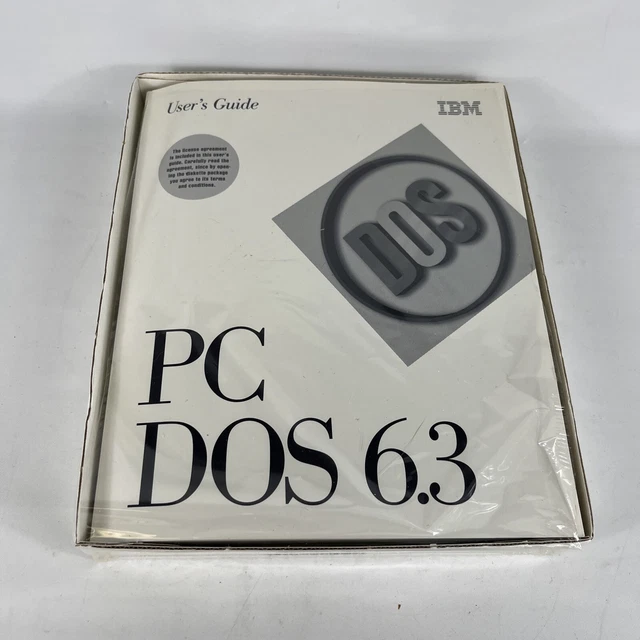 User's Guide
IBM
The license agreement
is included in this user's
guide. Carefully read the
agreement, since by open-
ing the diskette package
you agree to its terms
and conditions.
DOS
PC
DOS 6.3